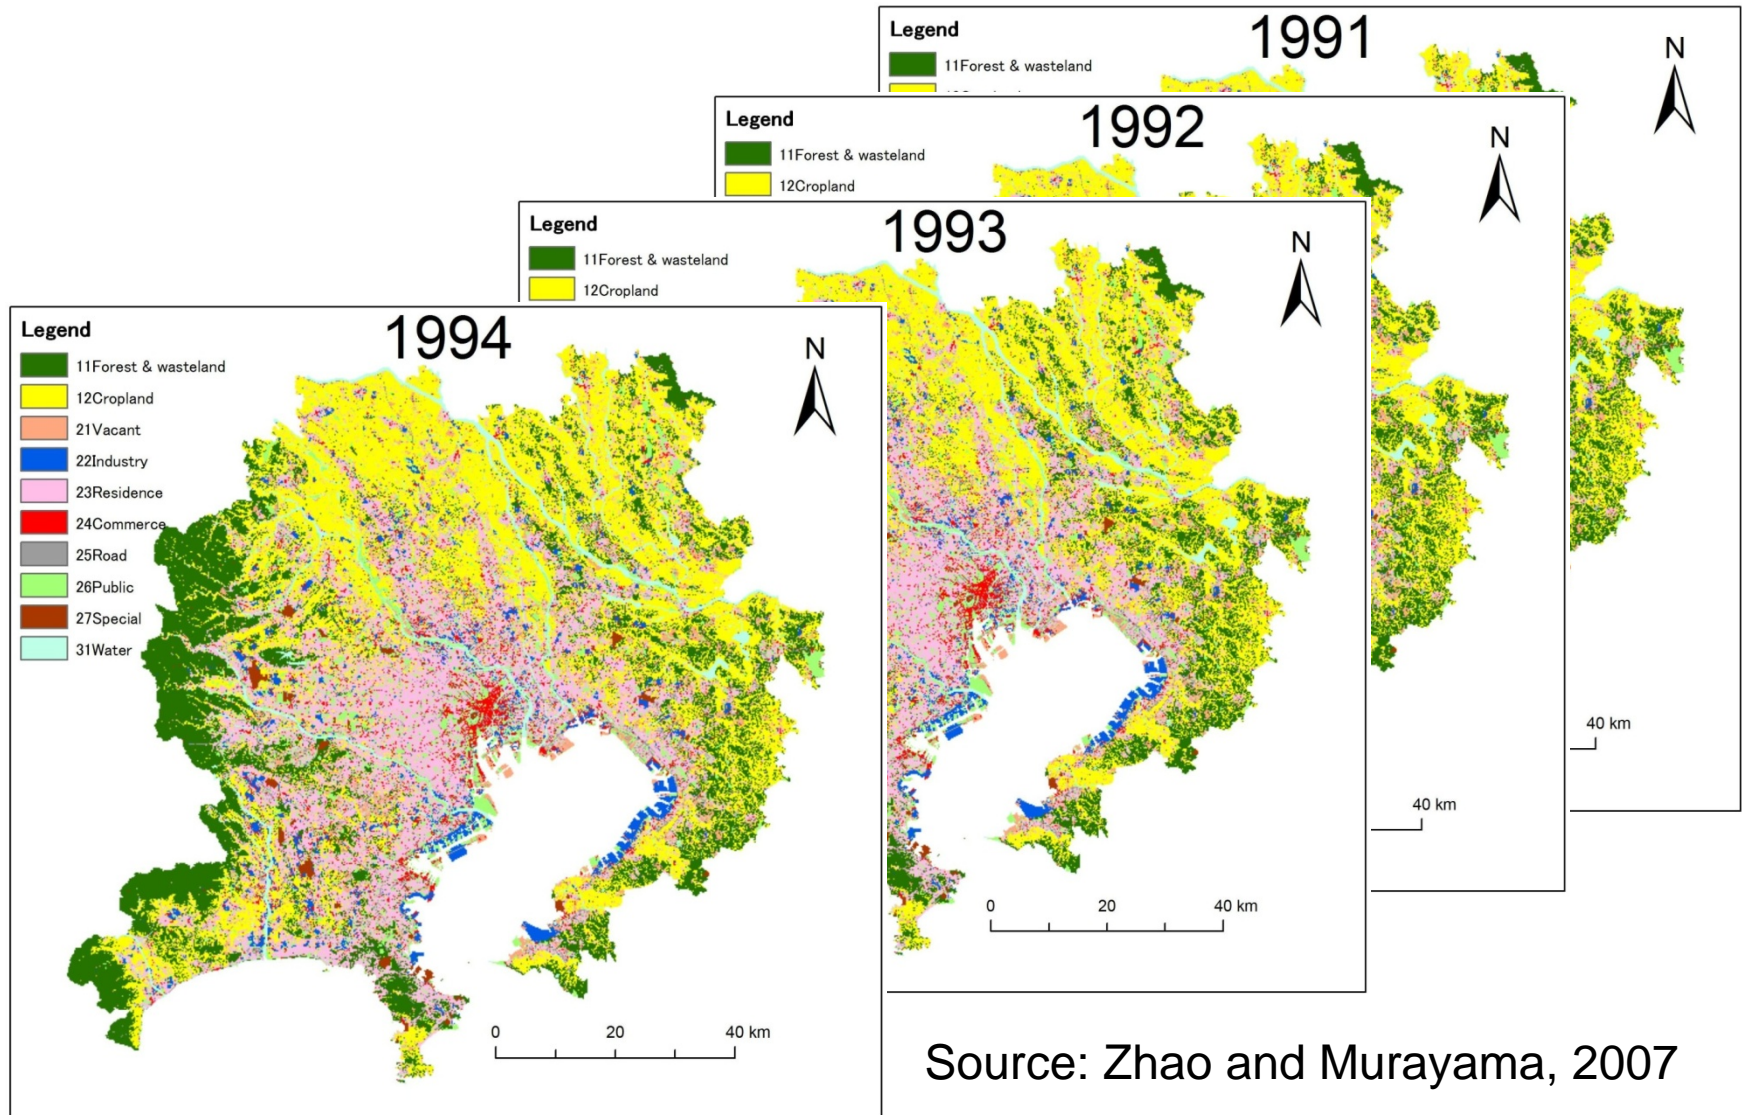 Legend
1991
N
11Forest & wasteland
40 km
Legend
1992
N
11Forest & wasteland
12Cropland
40 km
Legend
1993
N
11Forest & wasteland
12Cropland
0 20 40 km
Legend
1994
N
11Forest & wasteland
12Cropland
21Vacant
22Industry
23Residence
24Commerce
25Road
26Public
27Special
31Water
0 20 40 km
Source: Zhao and Murayama, 2007